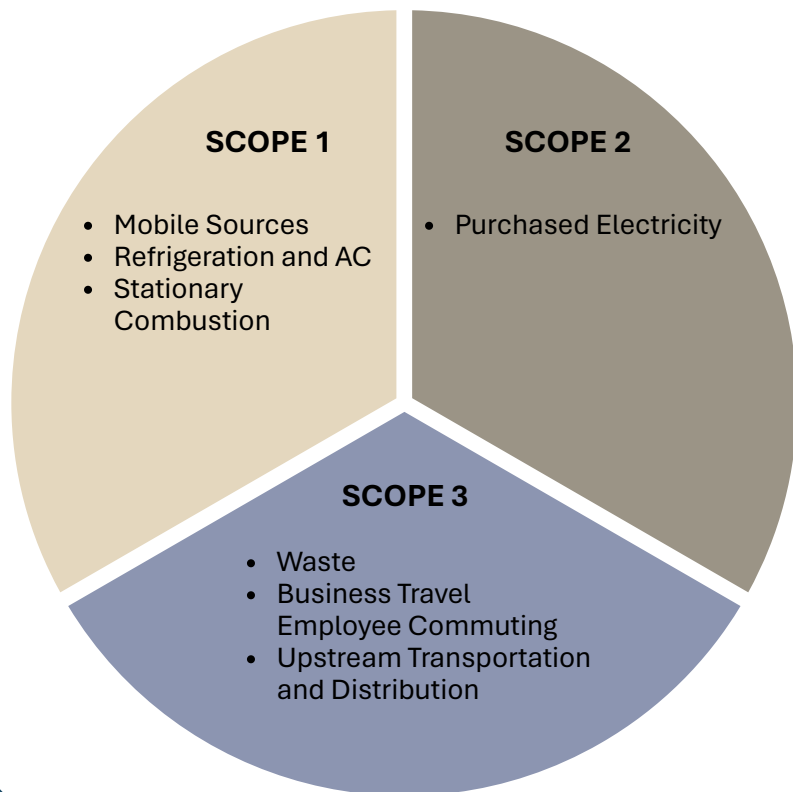 SCOPE 1
• Mobile Sources
• Refrigeration and AC
• Stationary
Combustion
SCOPE 2
• Purchased Electricity
SCOPE 3
• Waste
• Business Travel
Employee Commuting
• Upstream Transportation
and Distribution